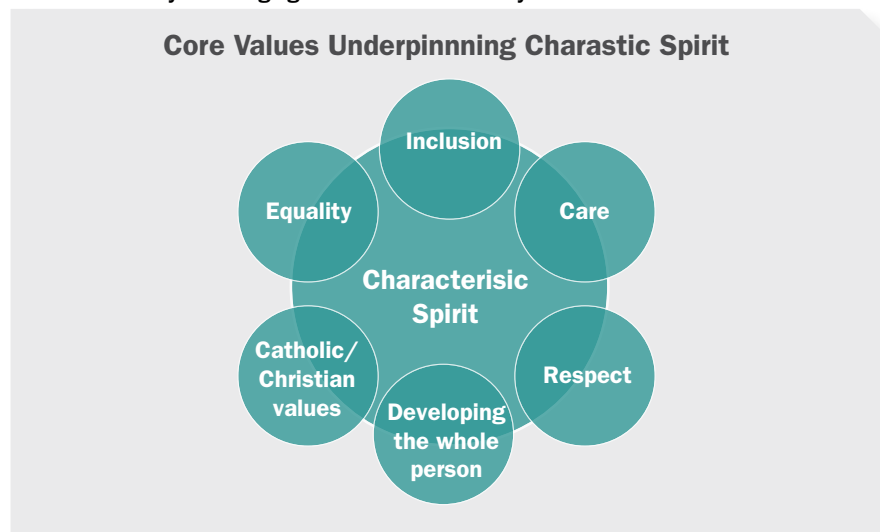 Core Values Underpinnning Charastic Spirit
Inclusion
Equality
Care
Characterisic
Spirit
Catholic/
Christian
values
Respect
Developing
the whole
person